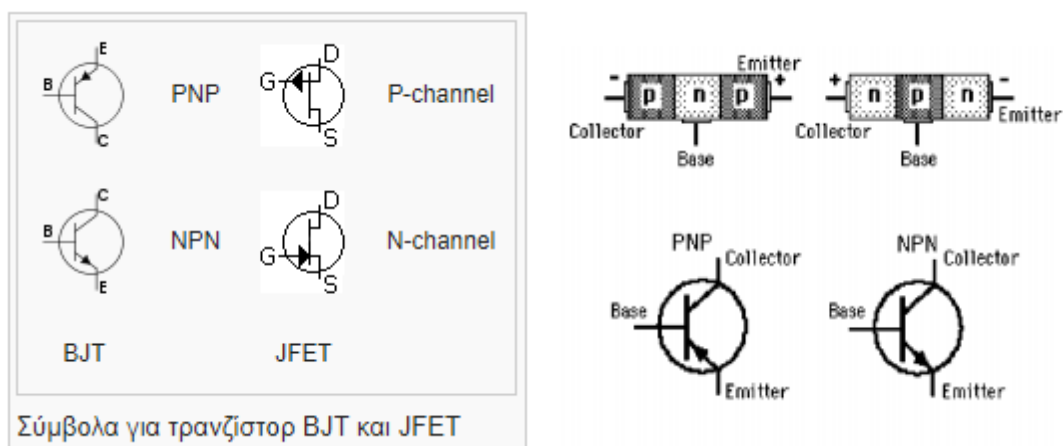 E
B
C
PNP
D
G
S
P-channel
C
B
E
NPN
D
G
S
N-channel
BJT
JFET
Σύμβολα για τρανζίστορ BJT και JFET
Emitter
- p n p +
Collector
Base
+ n p n -
Collector
Emitter
Base
PNP
Collector
Base
Emitter
NPN
Collector
Base
Emitter